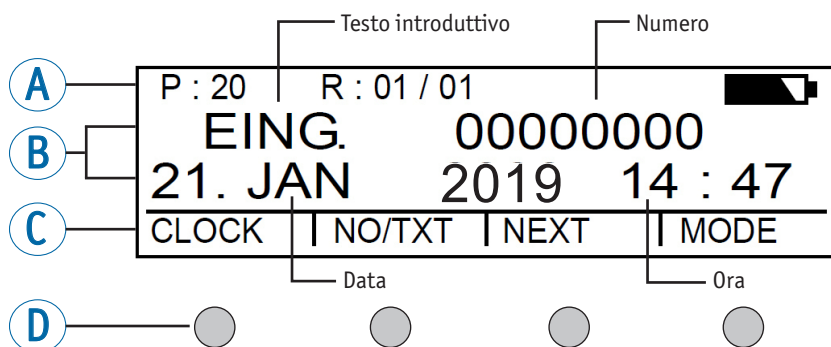 Testo introduttivo Numero
A P : 20 R : 01 / 01
B EING. 00000000
21. JAN 2019 14 : 47
C CLOCK NO/TXT NEXT MODE
Data Ora
D